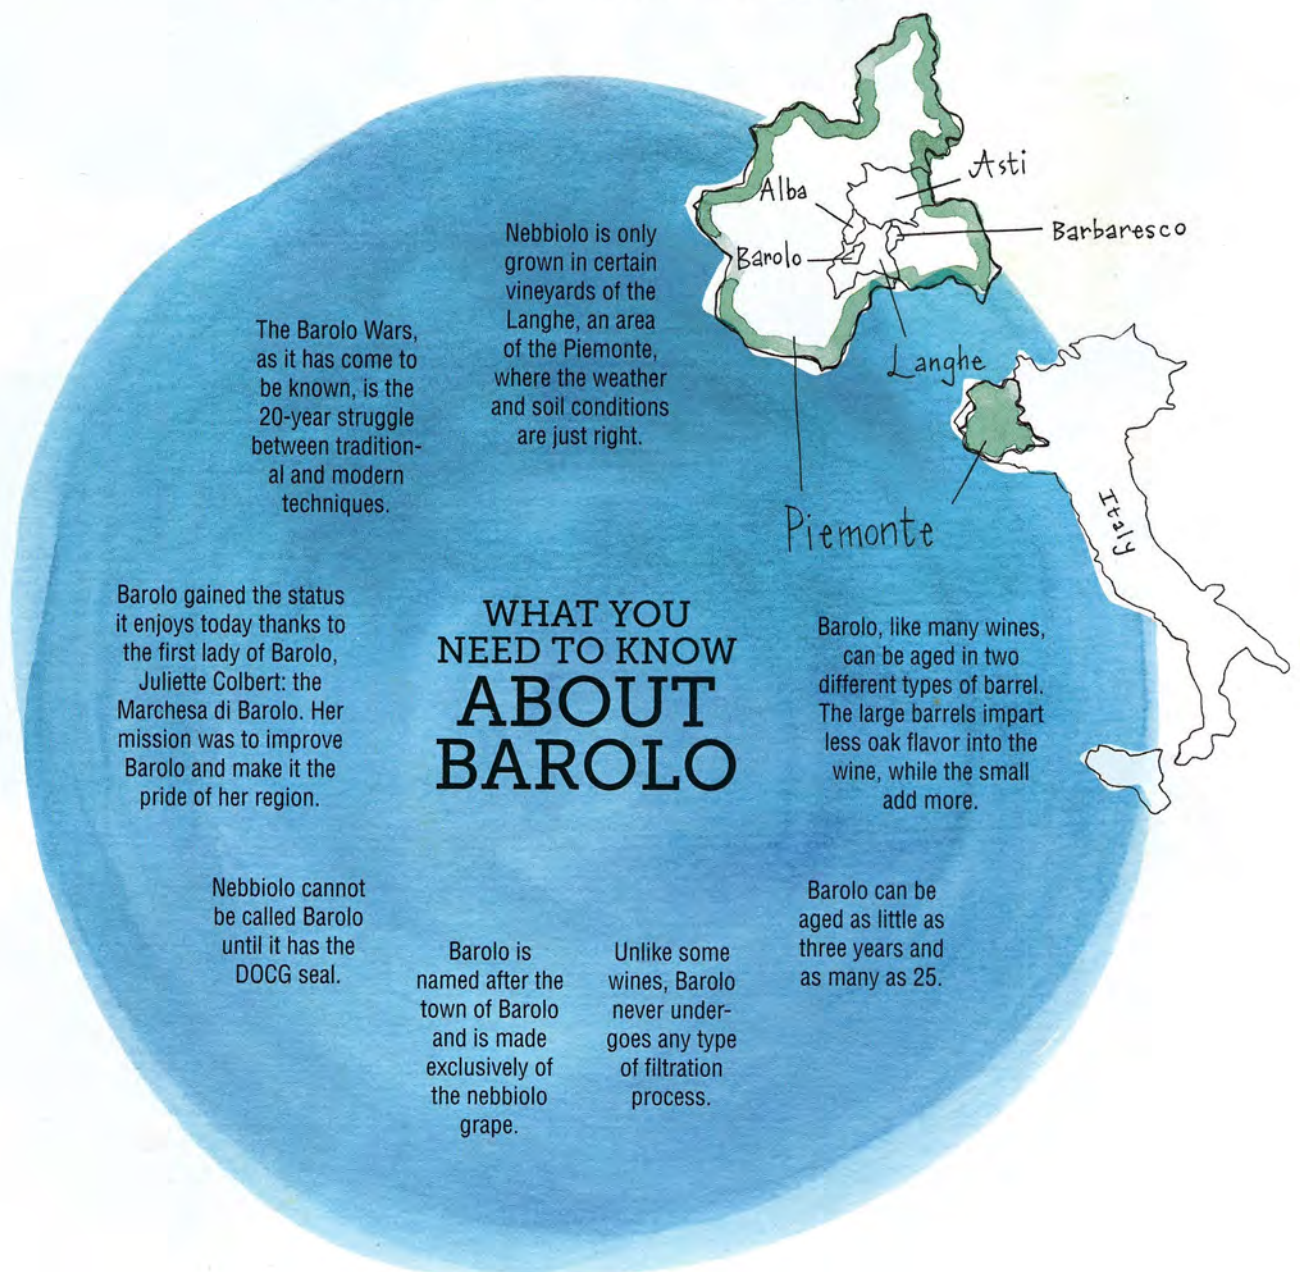 Asti
Alba
Barbaresco
Barolo
Langhe
Piemonte
Italy
Nebbiolo is only
grown in certain
vineyards of the
Langhe, an area
of the Piemonte,
where the weather
and soil conditions
are just right.
The Barolo Wars,
as it has come to
be known, is the
20-year struggle
between tradition-
al and modern
techniques.
Barolo gained the status
it enjoys today thanks to
the first lady of Barolo,
Juliette Colbert: the
Marchesa di Barolo. Her
mission was to improve
Barolo and make it the
pride of her region.
WHAT YOU
NEED TO KNOW
ABOUT
BAROLO
Barolo, like many wines,
can be aged in two
different types of barrel.
The large barrels impart
less oak flavor into the
wine, while the small
add more.
Nebbiolo cannot
be called Barolo
until it has the
DOCG seal.
Barolo is
named after the
town of Barolo
and is made
exclusively of
the nebbiolo
grape.
Unlike some
wines, Barolo
never under-
goes any type
of filtration
process.
Barolo can be
aged as little as
three years and
as many as 25.